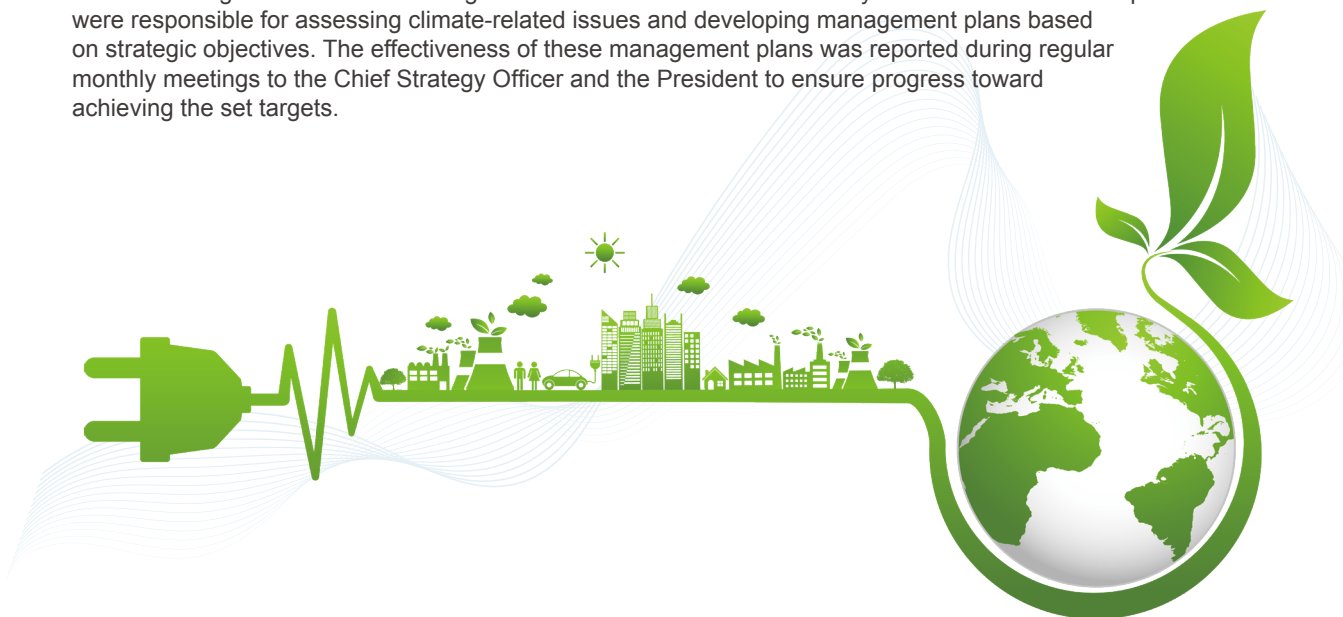 were responsible for assessing climate-related issues and developing management plans based
on strategic objectives. The effectiveness of these management plans was reported during regular
monthly meetings to the Chief Strategy Officer and the President to ensure progress toward
achieving the set targets.